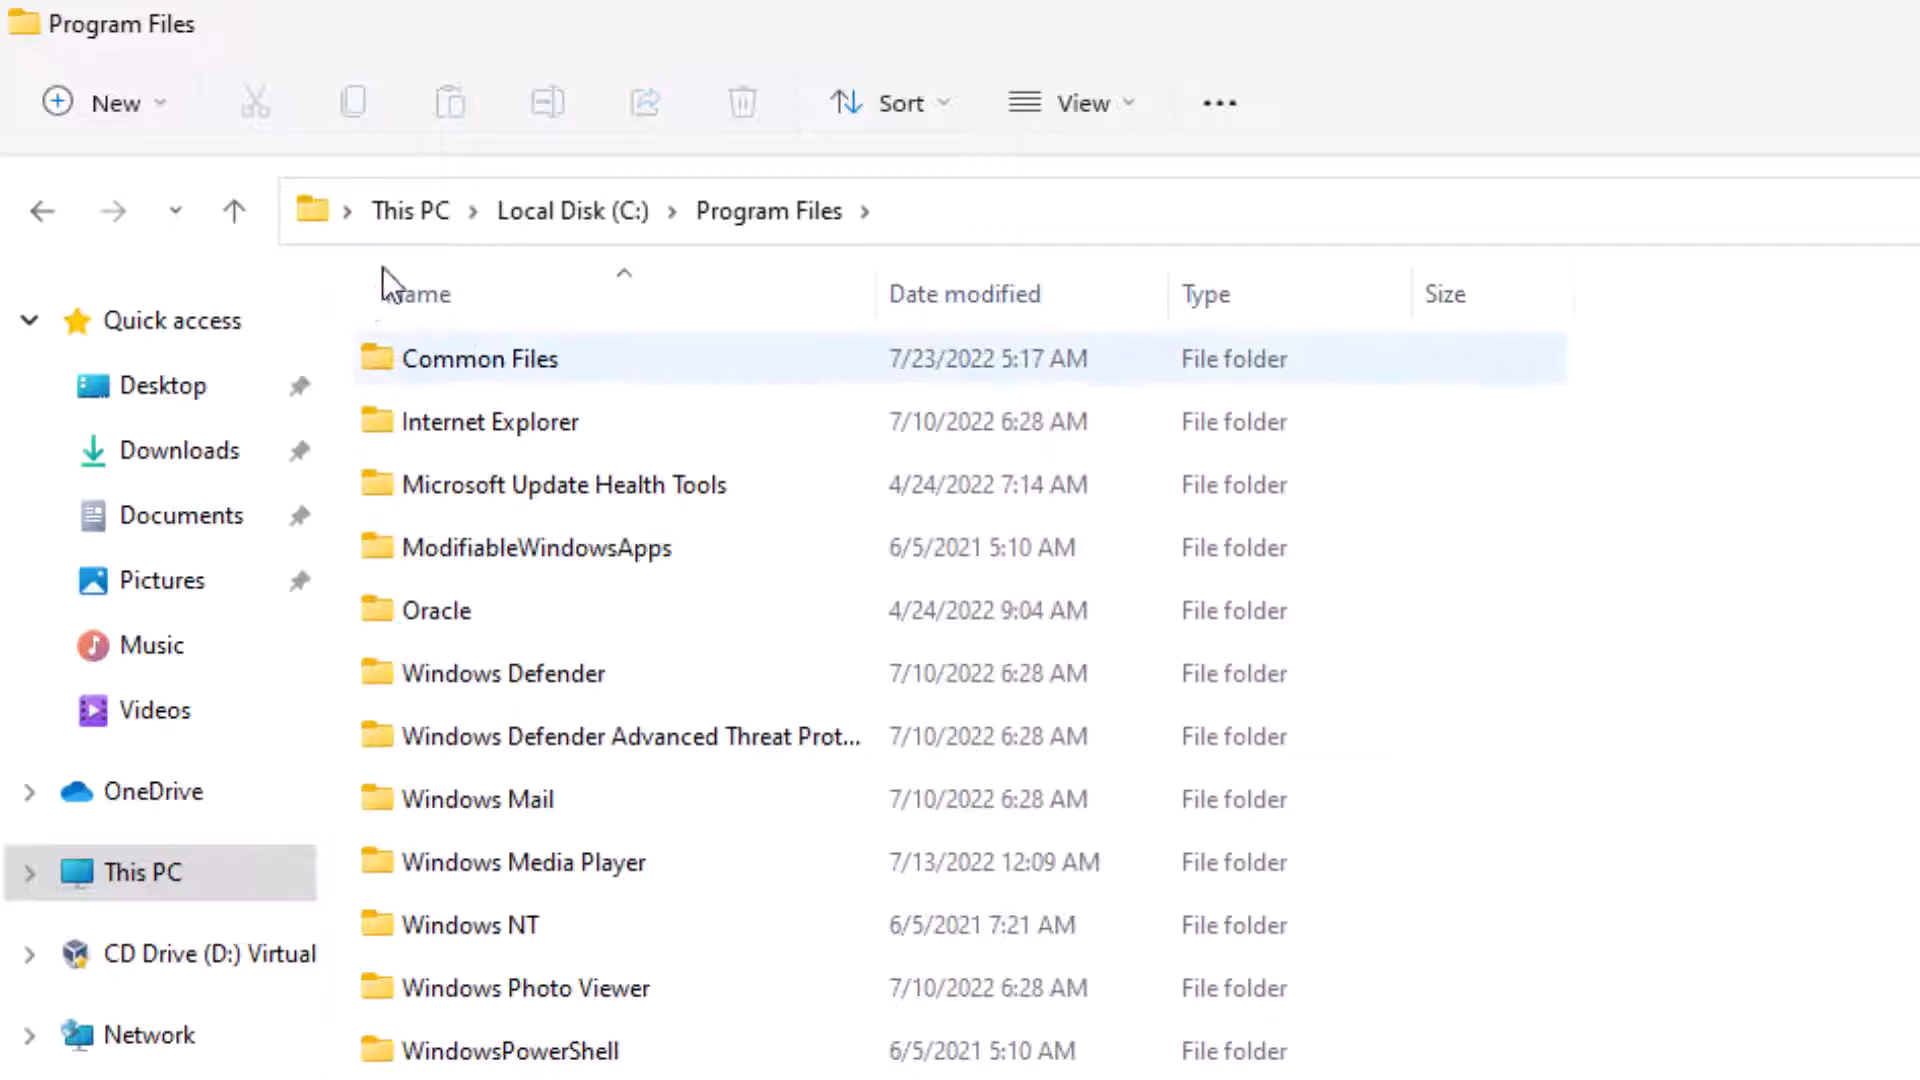 Program Files
New Sort View
This PC Local Disk (C:) Program Files
ame Date modified Type Size
Quick access
Desktop
Downloads
Documents
Pictures
Music
Videos
OneDrive
This PC
CD Drive (D:) Virtual
Network
Common Files 7/23/2022 5:17 AM File folder
Internet Explorer 7/10/2022 6:28 AM File folder
Microsoft Update Health Tools 4/24/2022 7:14 AM File folder
ModifiableWindowsApps 6/5/2021 5:10 AM File folder
Oracle 4/24/2022 9:04 AM File folder
Windows Defender 7/10/2022 6:28 AM File folder
Windows Defender Advanced Threat Prot... 7/10/2022 6:28 AM File folder
Windows Mail 7/10/2022 6:28 AM File folder
Windows Media Player 7/13/2022 12:09 AM File folder
Windows NT 6/5/2021 7:21 AM File folder
Windows Photo Viewer 7/10/2022 6:28 AM File folder
WindowsPowerShell 6/5/2021 5:10 AM File folder